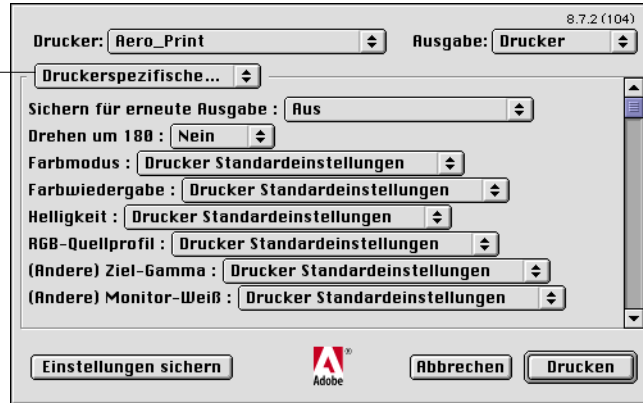 8.7.2 (104)
Drucker: Aero_Print Ausgabe: Drucker
Druckerspezifische...
Sichern für erneute Ausgabe : Aus
Drehen um 180 : Nein
Farbmodus : Drucker Standardeinstellungen
Farbwiedergabe : Drucker Standardeinstellungen
Helligkeit : Drucker Standardeinstellungen
RGB-Quellprofil : Drucker Standardeinstellungen
(Andere) Ziel-Gamma : Drucker Standardeinstellungen
(Andere) Monitor-Weiß : Drucker Standardeinstellungen
Einstellungen sichern Adobe® Abbrechen Drucken